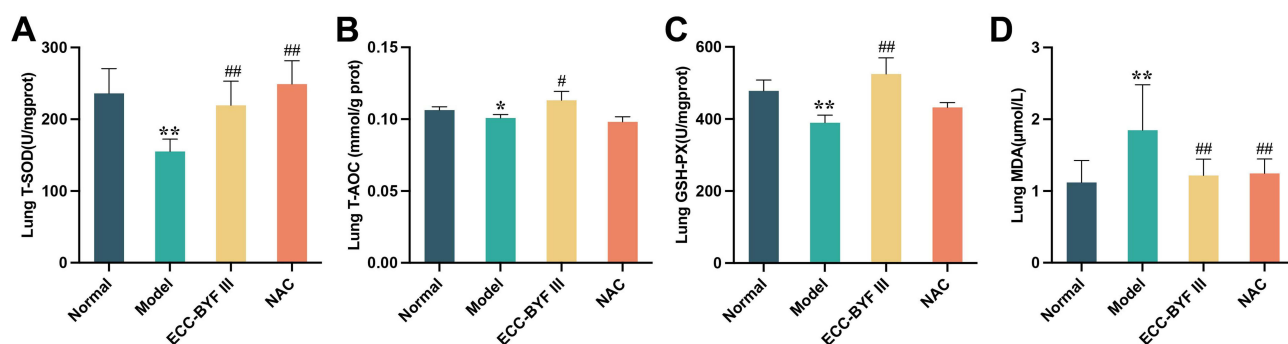 A
Lung T-SOD(U/mgprot)
300
200
100
0
**
##
##
Normal
Model
ECC-BYF III
NAC
B
Lung T-AOC (mmol/g prot)
0.15
0.10
0.05
0.00
*
#
Normal
Model
ECC-BYF III
NAC
C
Lung GSH-PX(U/mgprot)
600
400
200
0
**
##
Normal
Model
ECC-BYF III
NAC
D
Lung MDA(μmol/L)
3
2
1
0
**
##
##
Normal
Model
ECC-BYF III
NAC